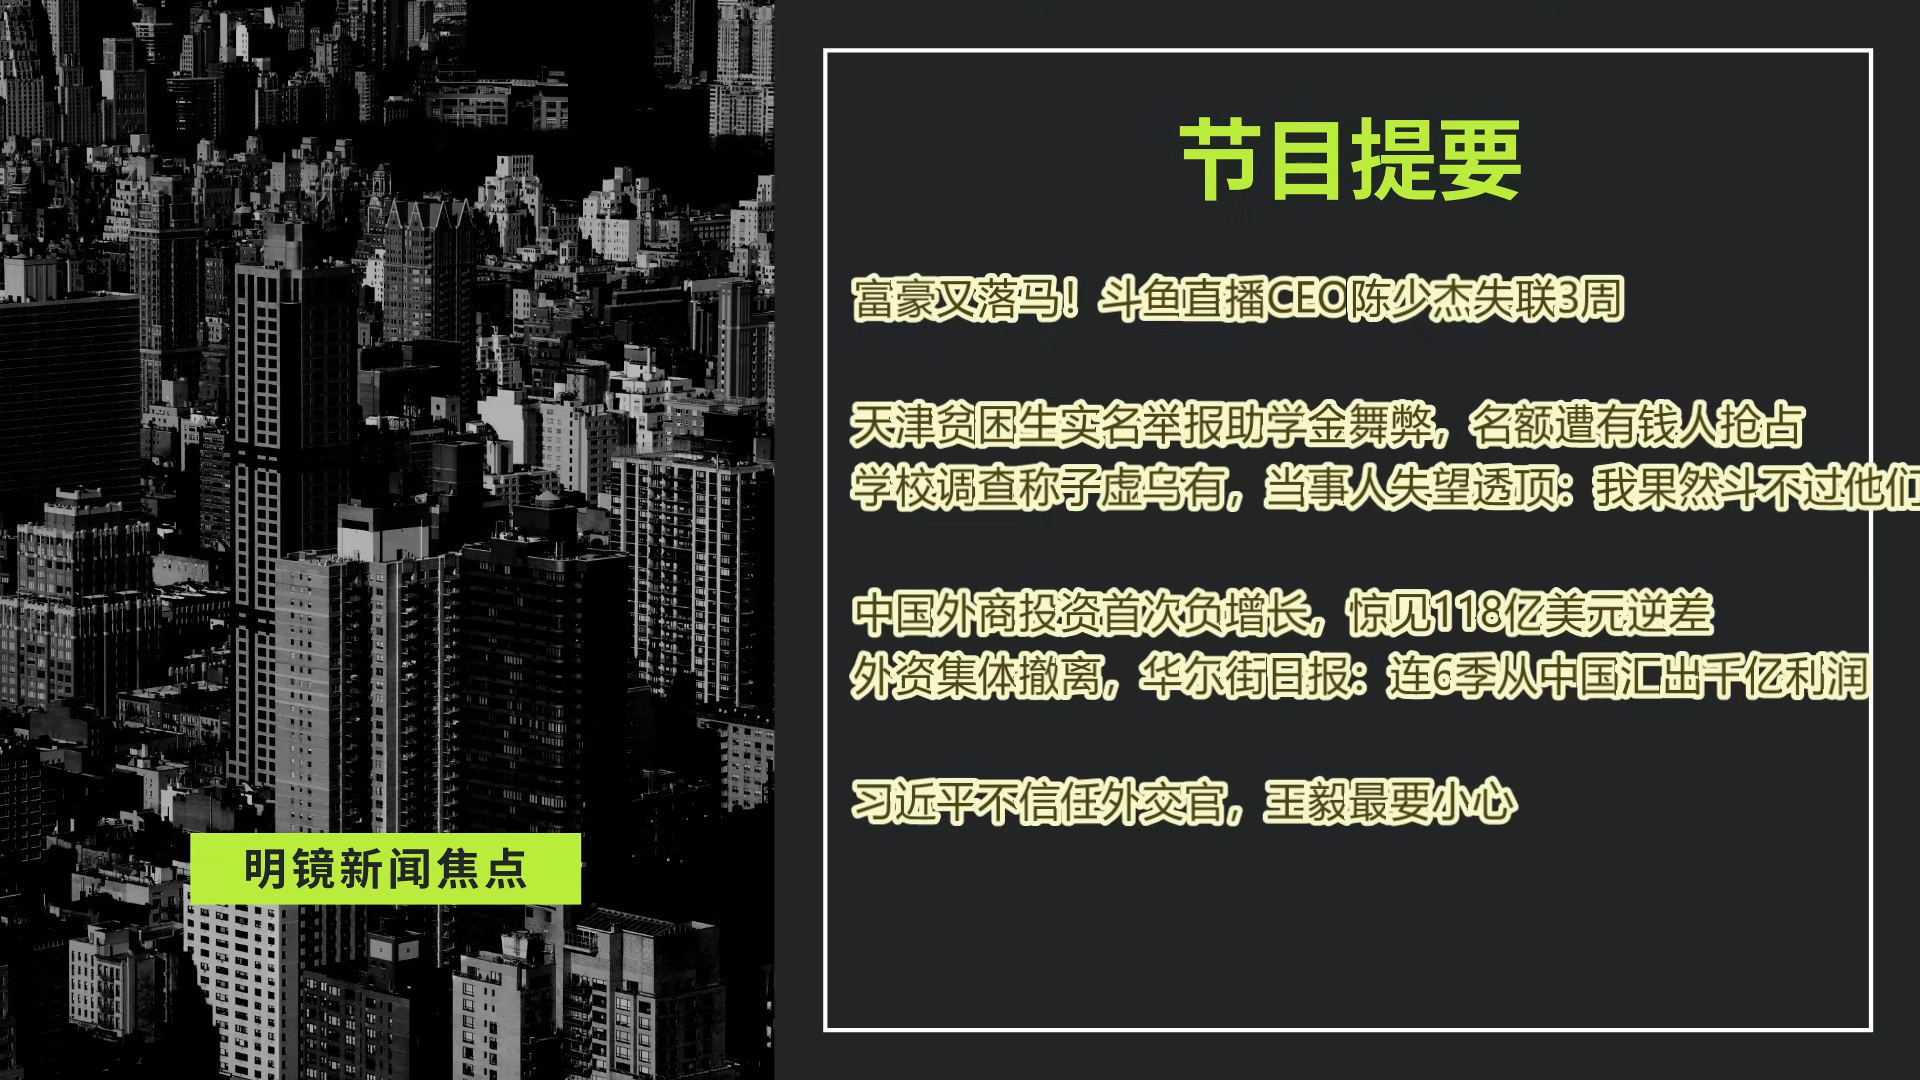 节目提要
富豪又落马！斗鱼直播CEO陈少杰失联3周
天津贫困生实名举报助学金舞弊，名额遭有钱人抢占
学校调查称子虚乌有，当事人失望透顶：我果然斗不过他们
中国外商投资首次负增长，惊见118亿美元逆差
外资集体撤离，华尔街日报：连6季从中国汇出千亿利润
习近平不信任外交官，王毅最要小心
明镜新闻焦点